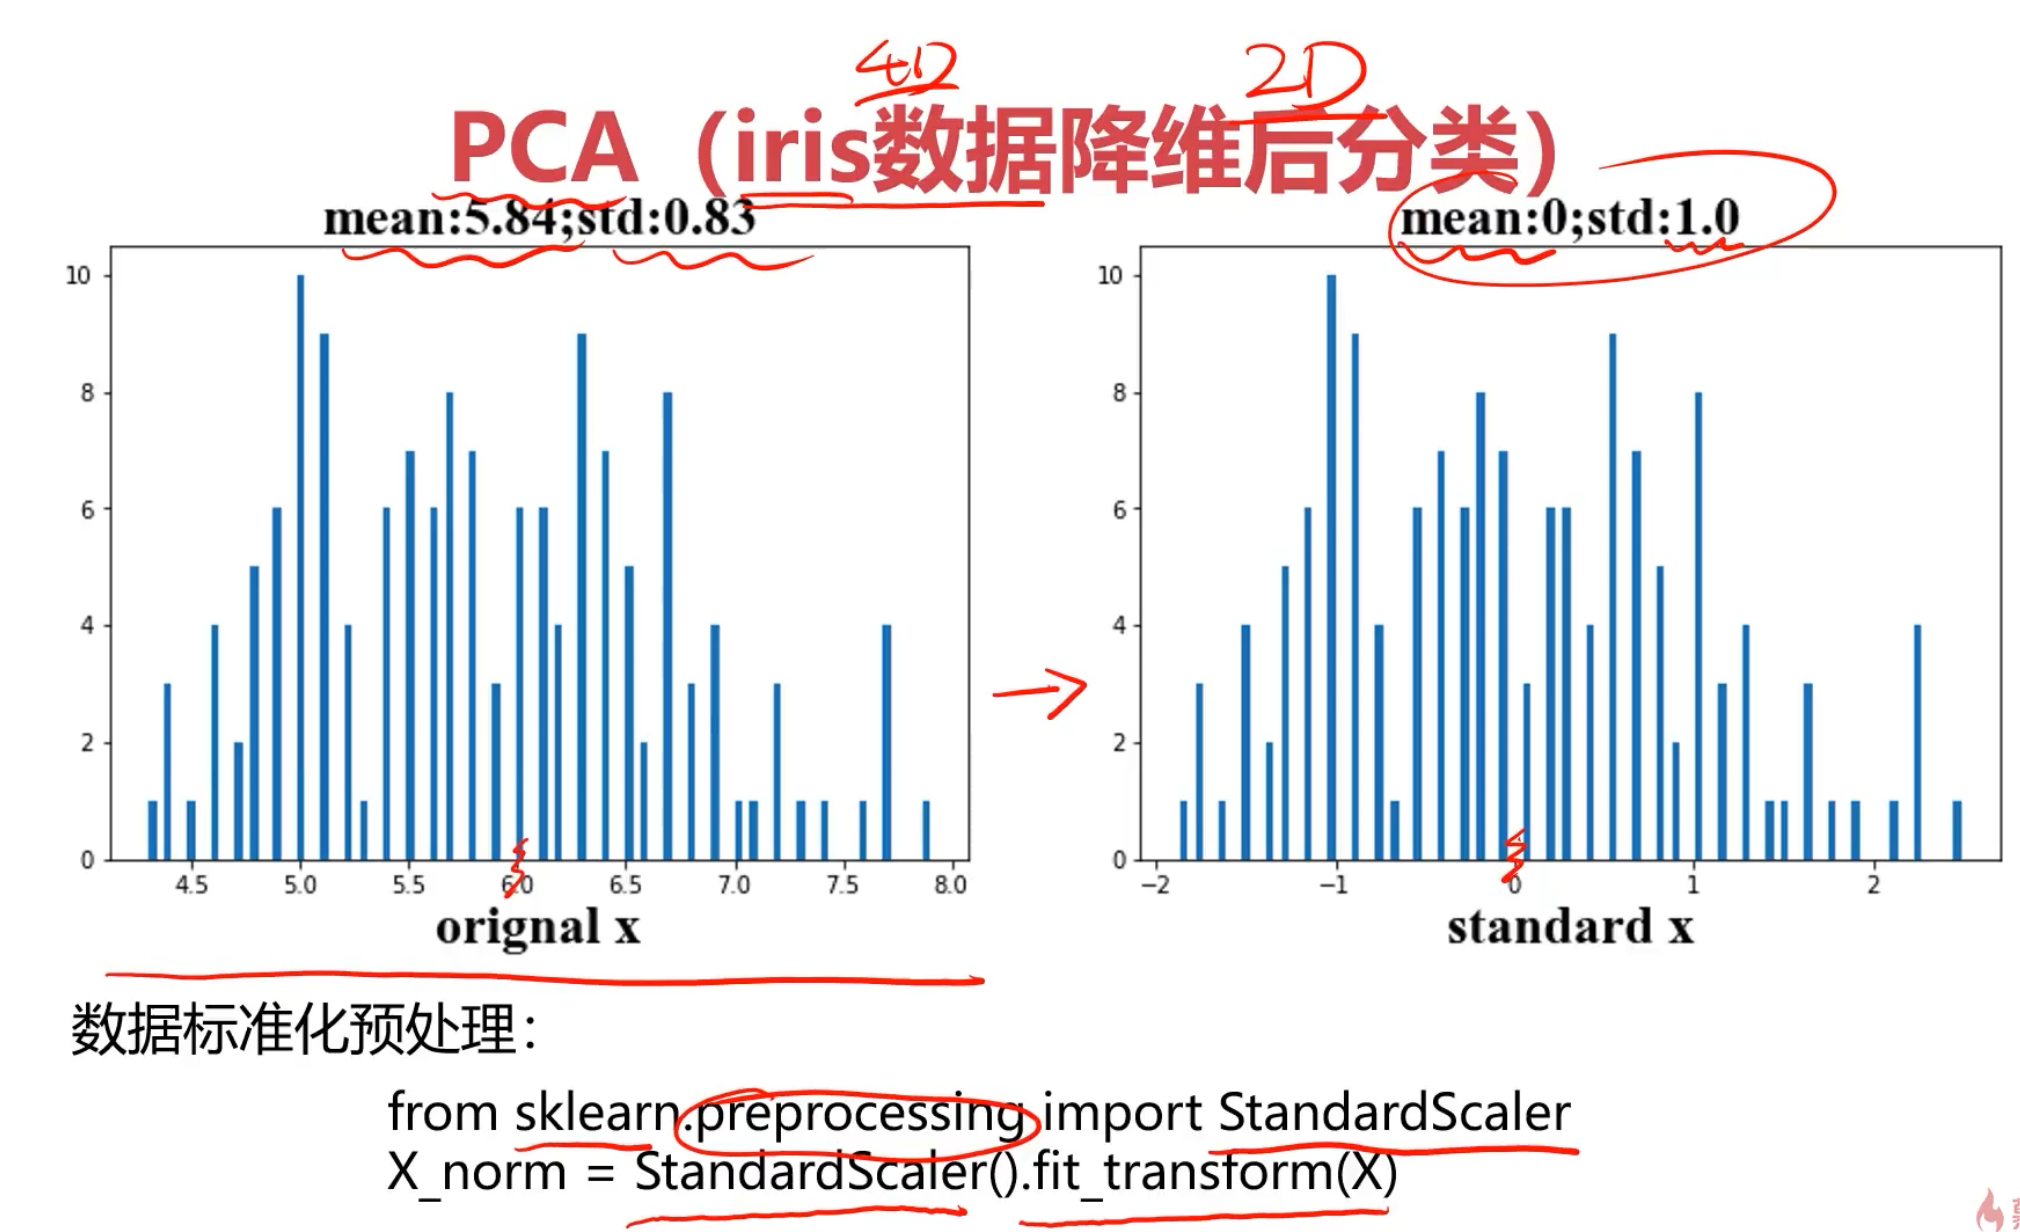 4D 2D
PCA（iris数据降维后分类）
mean:5.84;std:0.83
10
8
6
4
2
0
4.5 5.0 5.5 6.0 6.5 7.0 7.5 8.0
orignal x
mean:0;std:1.0
10
8
6
4
2
0
−2 −1 0 1 2
standard x
数据标准化预处理：
from sklearn.preprocessing import StandardScaler
X_norm = StandardScaler().fit_transform(X)